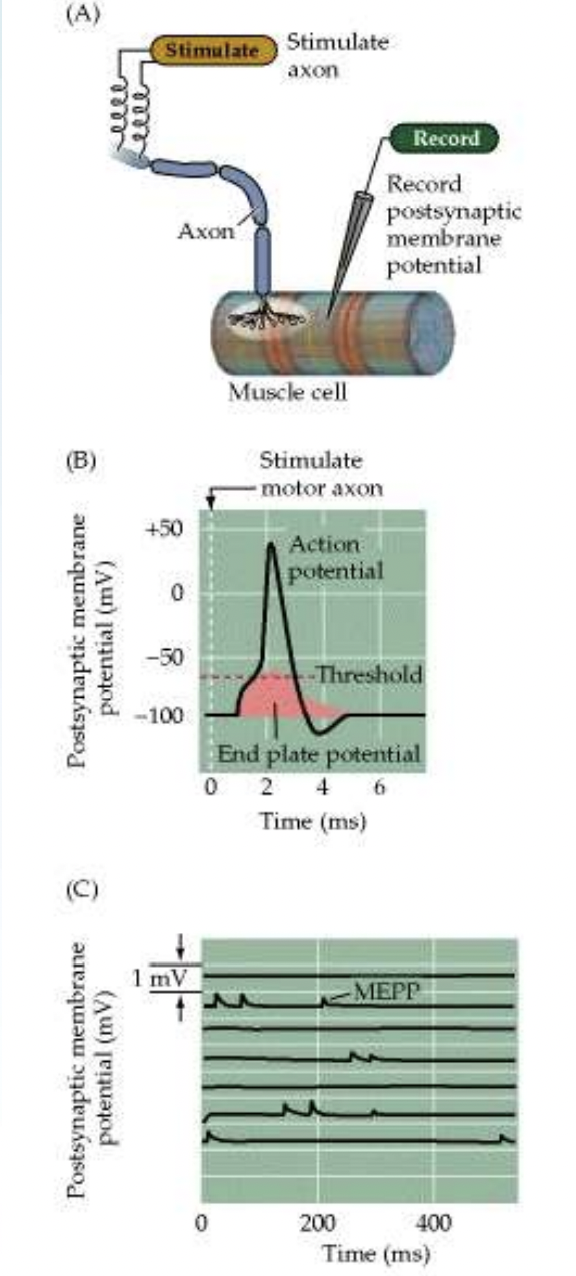 (A)
Stimulate
Stimulate
axon
Record
Record
postsynaptic
membrane
potential
Axon
Muscle cell
(B)
Stimulate
motor axon
Postsynaptic membrane
potential (mV)
+50
0
−50
−100
Action
potential
Threshold
End plate potential
0 2 4 6
Time (ms)
(C)
Postsynaptic membrane
potential (mV)
1 mV
MEPP
0 200 400
Time (ms)